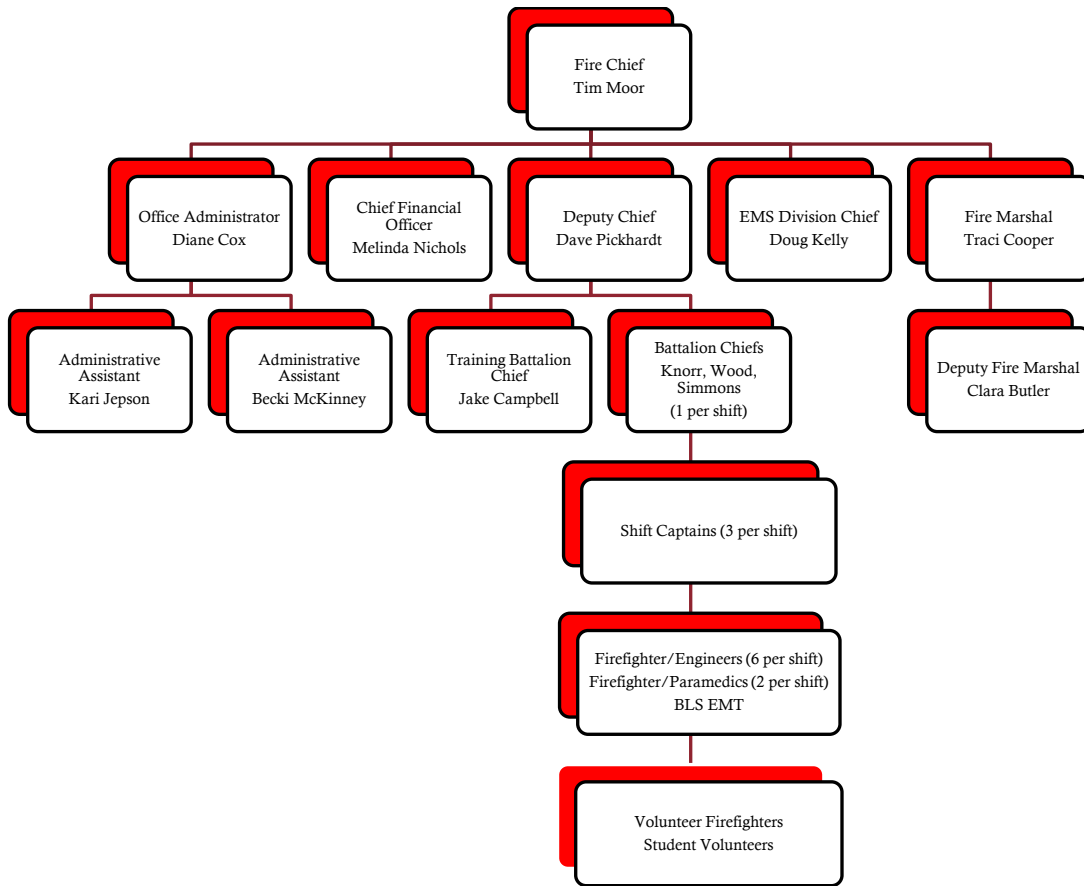 Fire Chief
Tim Moor
Office Administrator
Diane Cox
Chief Financial
Officer
Melinda Nichols
Deputy Chief
Dave Pickhardt
EMS Division Chief
Doug Kelly
Fire Marshal
Traci Cooper
Administrative
Assistant
Kari Jepson
Administrative
Assistant
Becki McKinney
Training Battalion
Chief
Jake Campbell
Battalion Chiefs
Knorr, Wood,
Simmons
(1 per shift)
Deputy Fire Marshal
Clara Butler
Shift Captains (3 per shift)
Firefighter/Engineers (6 per shift)
Firefighter/Paramedics (2 per shift)
BLS EMT
Volunteer Firefighters
Student Volunteers